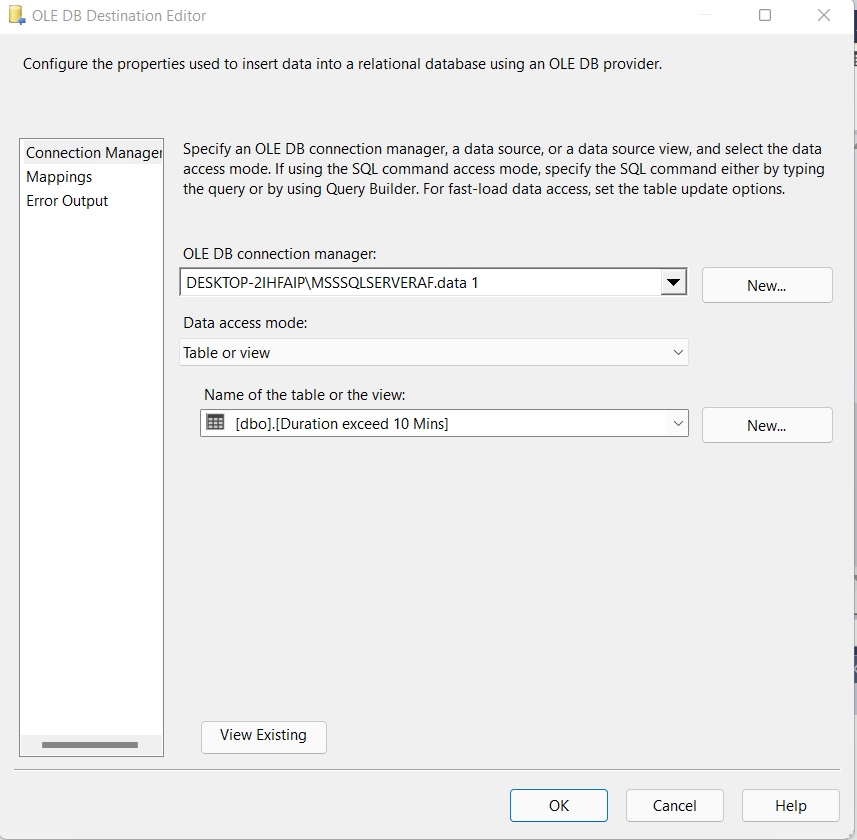 OLE DB Destination Editor
Configure the properties used to insert data into a relational database using an OLE DB provider.
Connection Manager
Mappings
Error Output
Specify an OLE DB connection manager, a data source, or a data source view, and select the data
access mode. If using the SQL command access mode, specify the SQL command either by typing
the query or by using Query Builder. For fast-load data access, set the table update options.
OLE DB connection manager:
DESKTOP-2IHFAIP\MSSSQLSERVERAF.data 1
New...
Data access mode:
Table or view
Name of the table or the view:
[dbo].[Duration exceed 10 Mins]
New...
View Existing
OK
Cancel
Help